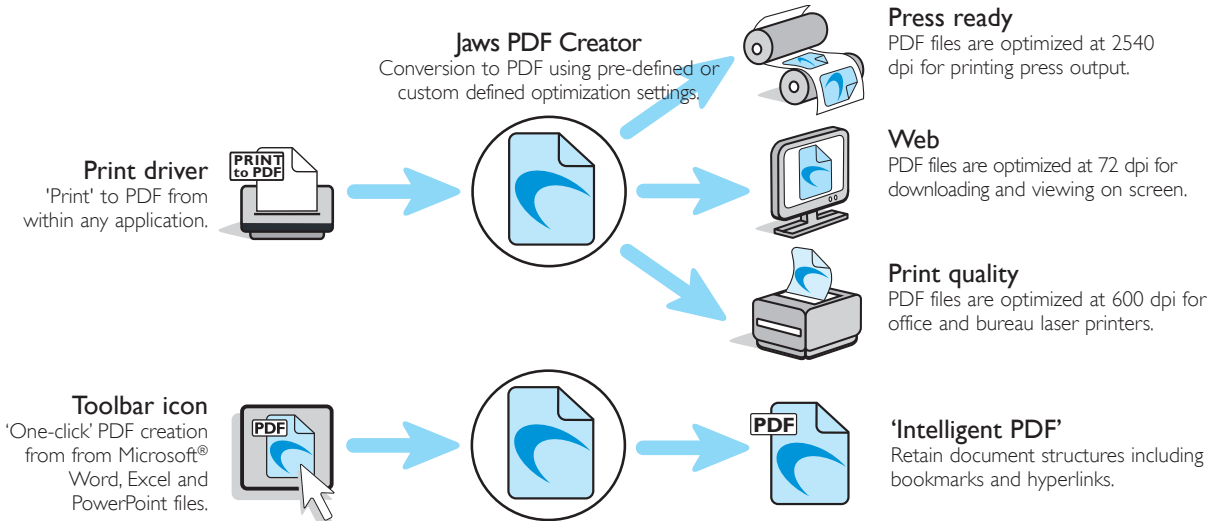 Jaws PDF Creator
Conversion to PDF using pre-defined or
custom defined optimization settings.
Press ready
PDF files are optimized at 2540
dpi for printing press output.
Print driver
'Print' to PDF from
within any application.
PRINT
to PDF
Web
PDF files are optimized at 72 dpi for
downloading and viewing on screen.
Print quality
PDF files are optimized at 600 dpi for
office and bureau laser printers.
Toolbar icon
‘One-click’ PDF creation
from from Microsoft®
Word, Excel and
PowerPoint files.
PDF
PDF
‘Intelligent PDF’
Retain document structures including
bookmarks and hyperlinks.